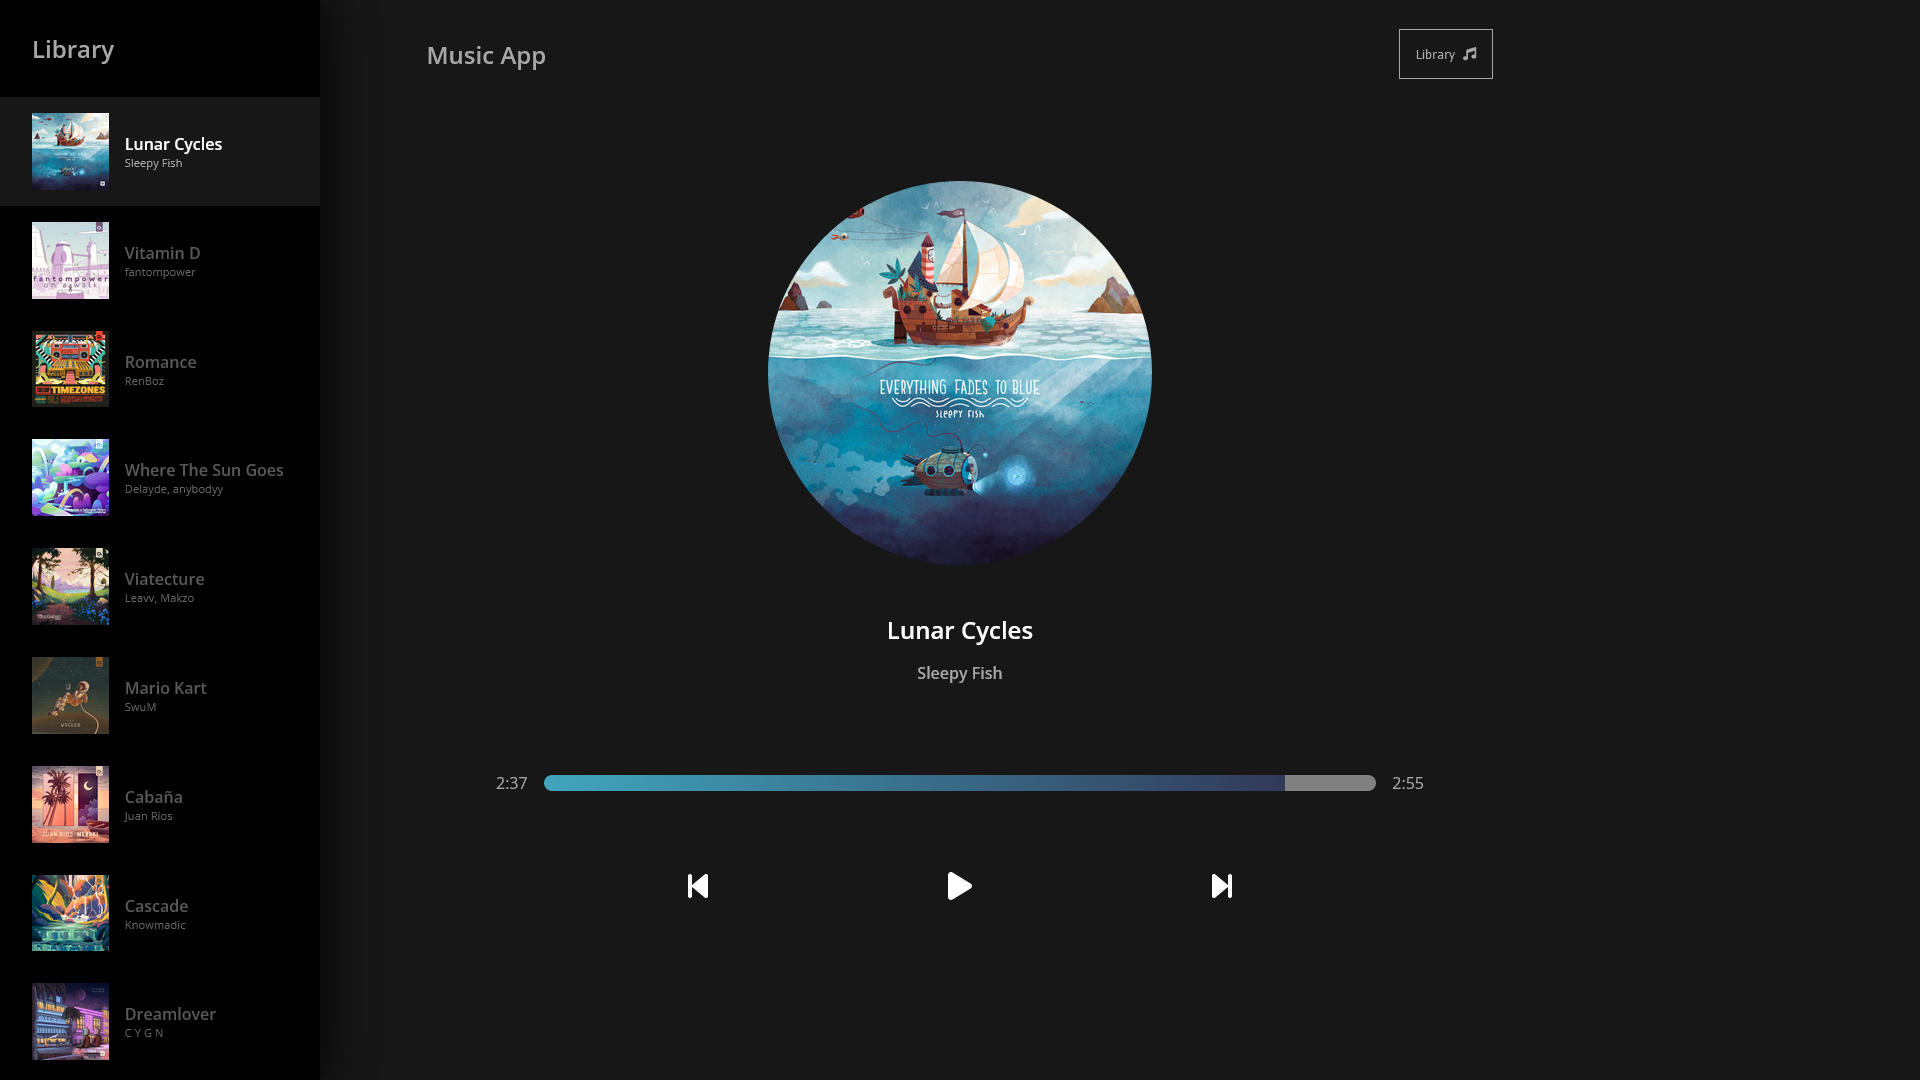 Library
Lunar Cycles
Sleepy Fish
Vitamin D
fantompower
fantompower
on a walk
Romance
RenBoz
TIMEZONES
Where The Sun Goes
Delayde, anybodyy
Viatecture
Leavv, Makzo
Mario Kart
SwuM
CYCLES
Cabaña
Juan Rios
JUAN RIOS
Cascade
Knowmadic
Dreamlover
C Y G N
Music App
Library
EVERYTHING FADES TO BLUE
SLEEPY FISH
Lunar Cycles
Sleepy Fish
2:37
2:55